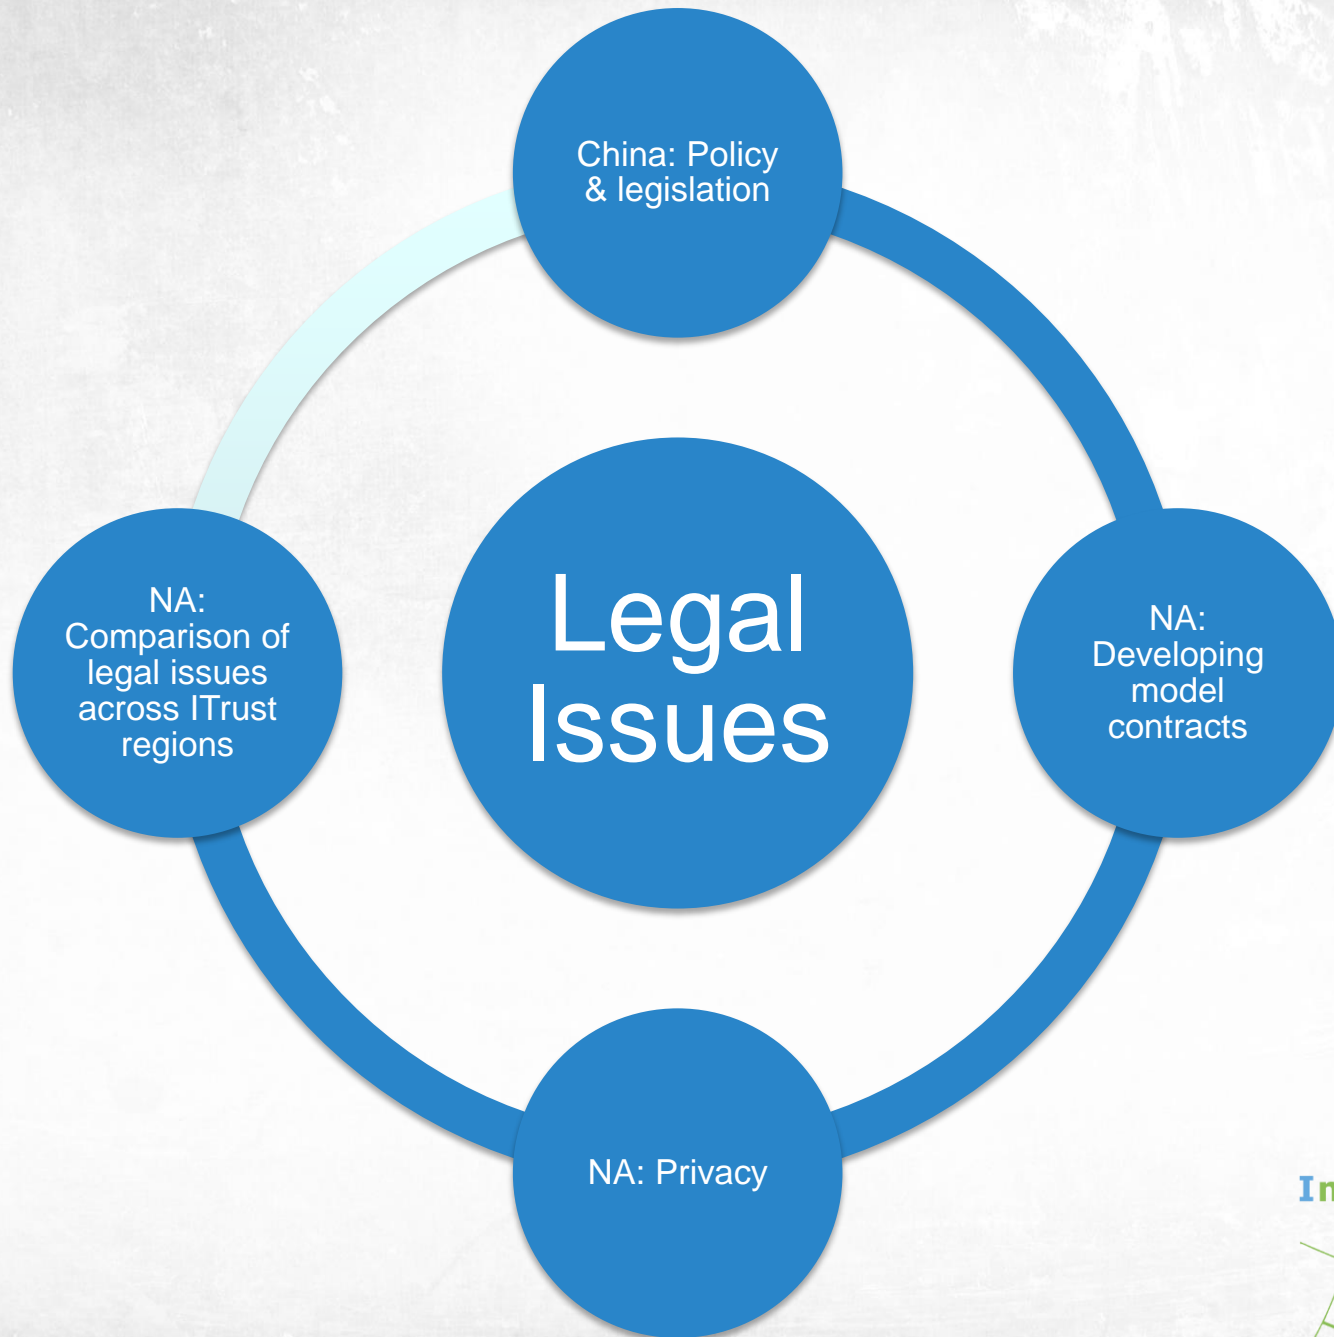 China: Policy
& legislation
Legal
Issues
NA:
Comparison of
legal issues
across ITrust
regions
NA:
Developing
model
contracts
NA: Privacy